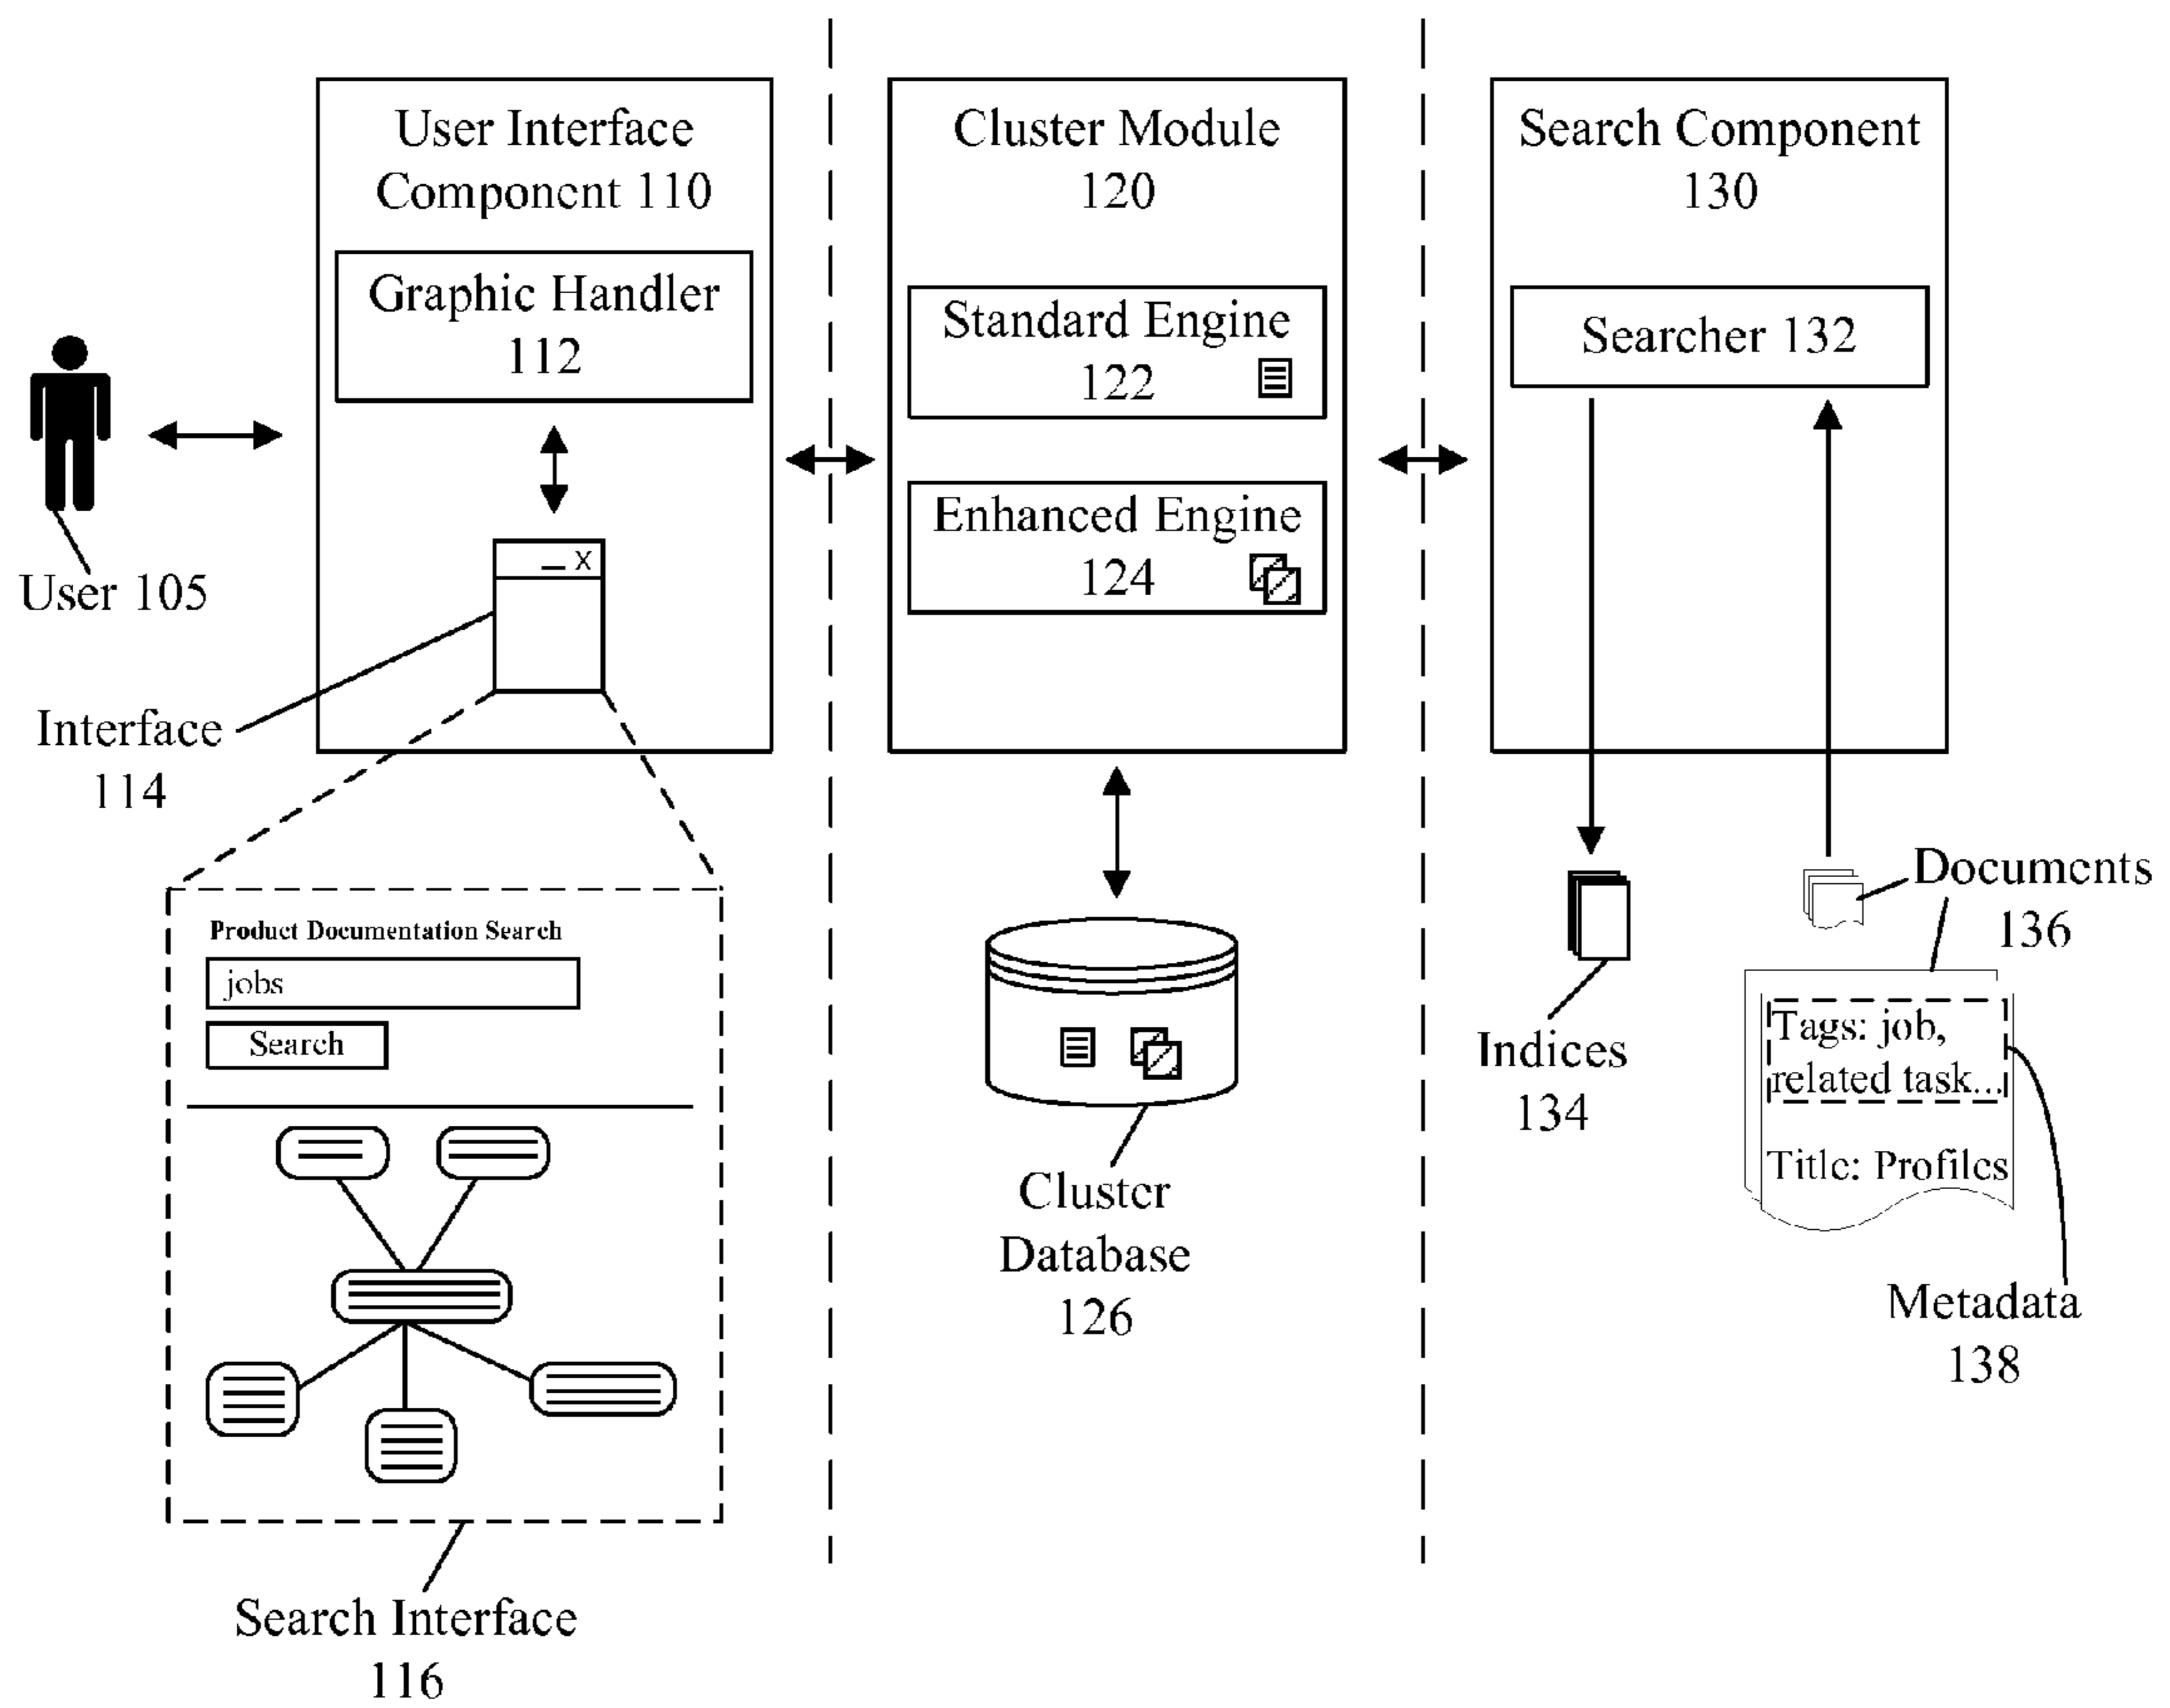 User Interface
Component 110
Graphic Handler
112
_ X
User 105
Interface
114
Product Documentation Search
jobs
Search
Search Interface
116
Cluster Module
120
Standard Engine
122
Enhanced Engine
124
Cluster
Database
126
Search Component
130
Searcher 132
Indices
134
Documents
136
Tags: job,
related task...
Title: Profiles
Metadata
138